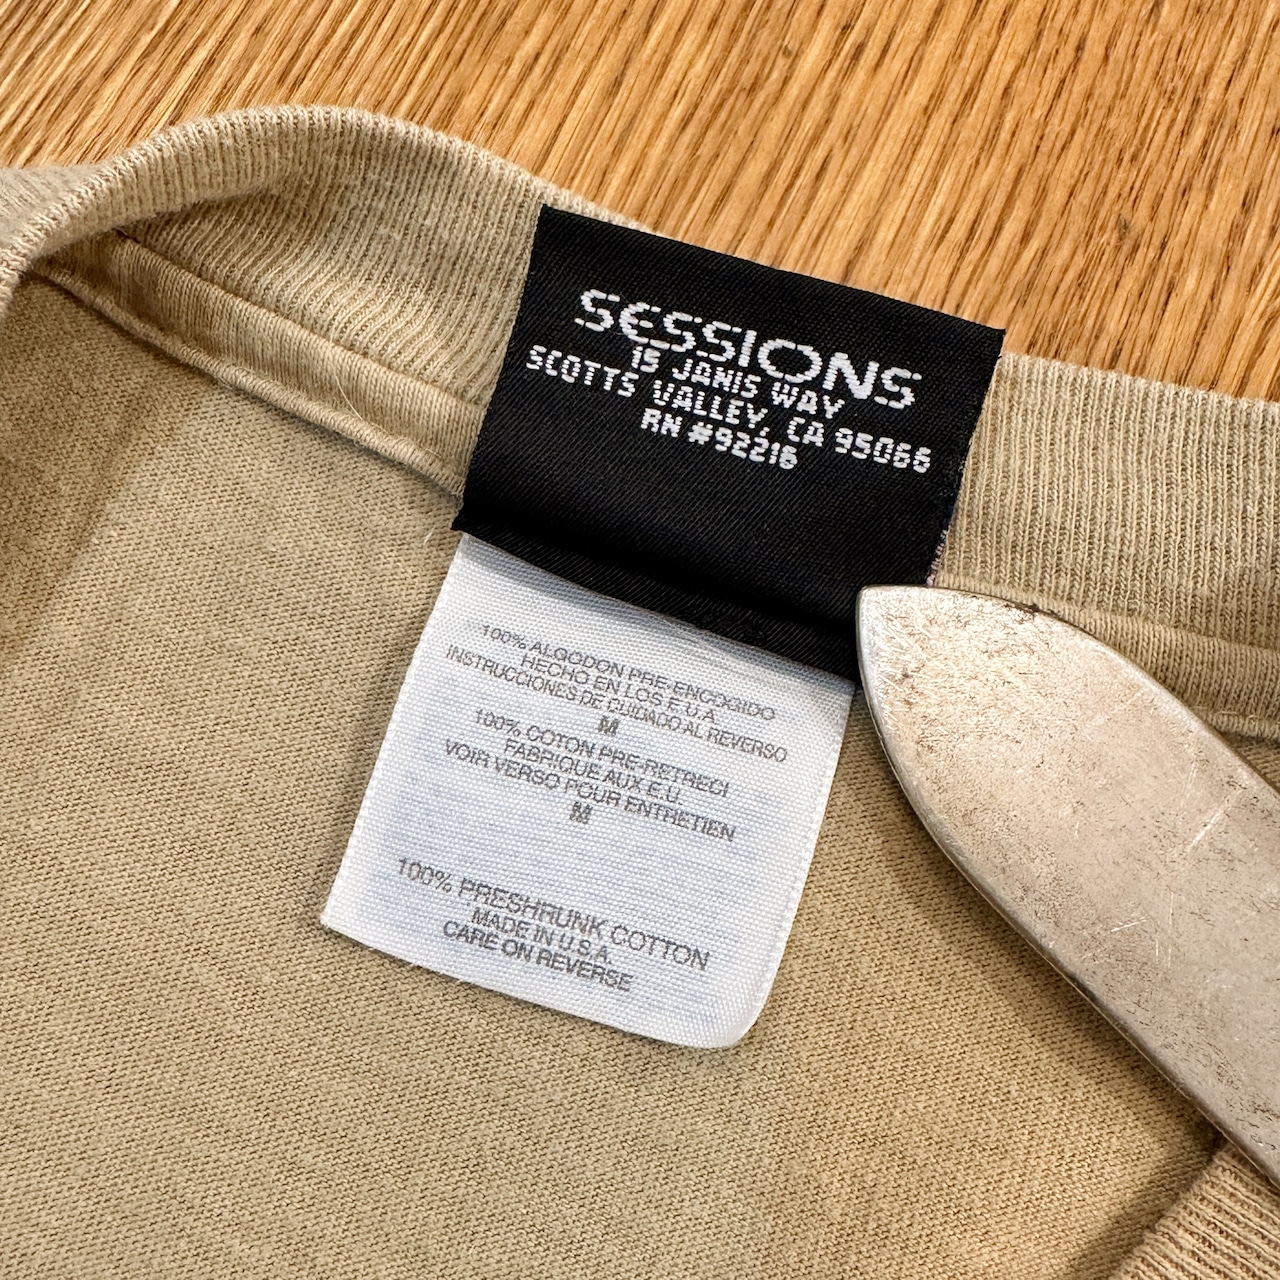 SESSIONS
15 JANIS WAY
SCOTTS VALLEY, CA 95066
RN #92216
100% ALGODON PRE-ENCOGIDO
HECHO EN LOS E.U.A.
INSTRUCCIONES DE CUIDADO AL REVERSO
M
100% COTON PRE-RETRECI
FABRIQUE AUX E.U.
VOIR VERSO POUR ENTRETIEN
M
100% PRESHRUNK COTTON
MADE IN U.S.A.
CARE ON REVERSE